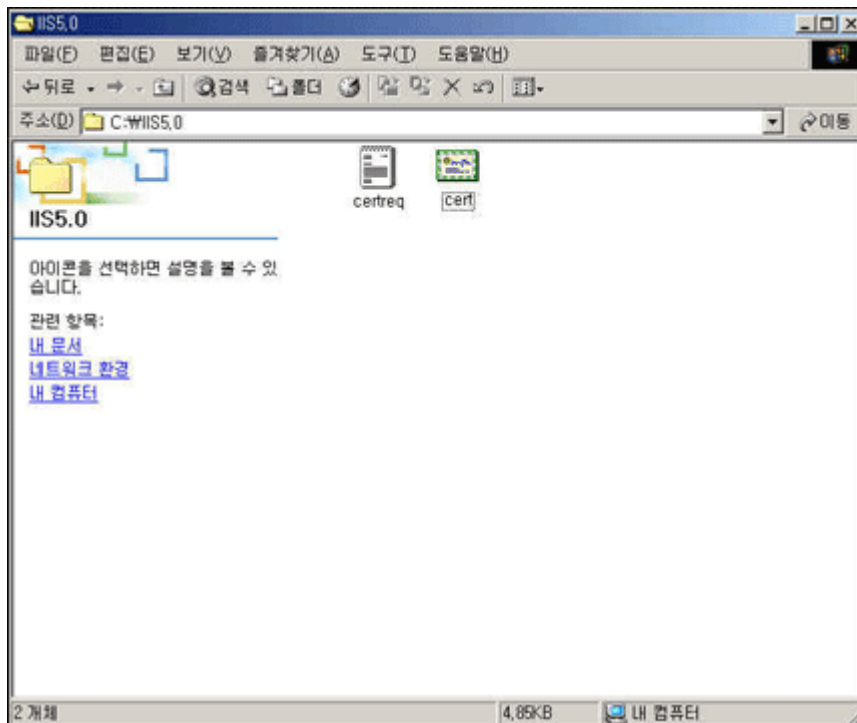 IIS5.0
파일(F) 편집(E) 보기(V) 즐겨찾기(A) 도구(T) 도움말(H)
뒤로 검색 폴더
주소(D) C:₩IIS5.0 이동
certreq cert
IIS5.0
아이콘을 선택하면 설명을 볼 수 있
습니다.
관련 항목:
내 문서
네트워크 환경
내 컴퓨터
2 개체 4.85KB 내 컴퓨터